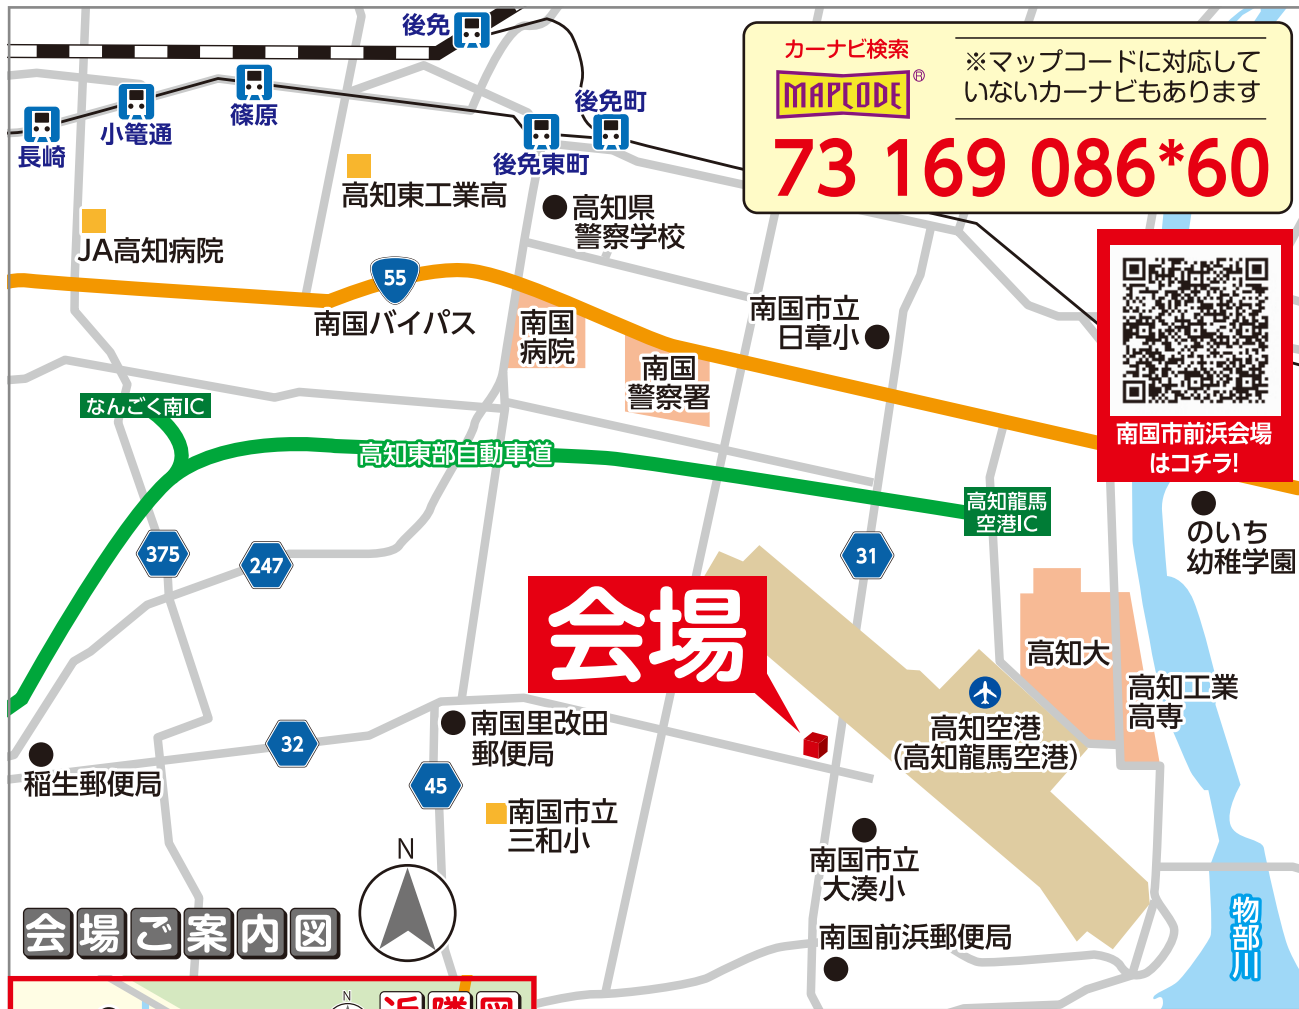 後免
カーナビ検索
MAPCODE®
※マップコードに対応して
いないカーナビもあります
73 169 086*60
長崎
小篭通
篠原
後免町
後免東町
高知東工業高
高知県
警察学校
JA高知病院
55
南国バイパス
南国
病院
南国
警察署
南国市立
日章小
南国市前浜会場
はコチラ!
なんごく南IC
高知東部自動車道
高知龍馬
空港IC
のいち
幼稚学園
375
247
31
会場
高知大
高知工業
高専
高知空港
(高知龍馬空港)
南国里改田
郵便局
32
稲生郵便局
45
南国市立
三和小
南国市立
大湊小
N
会場ご案内図
南国前浜郵便局
物部川
N
近隣図